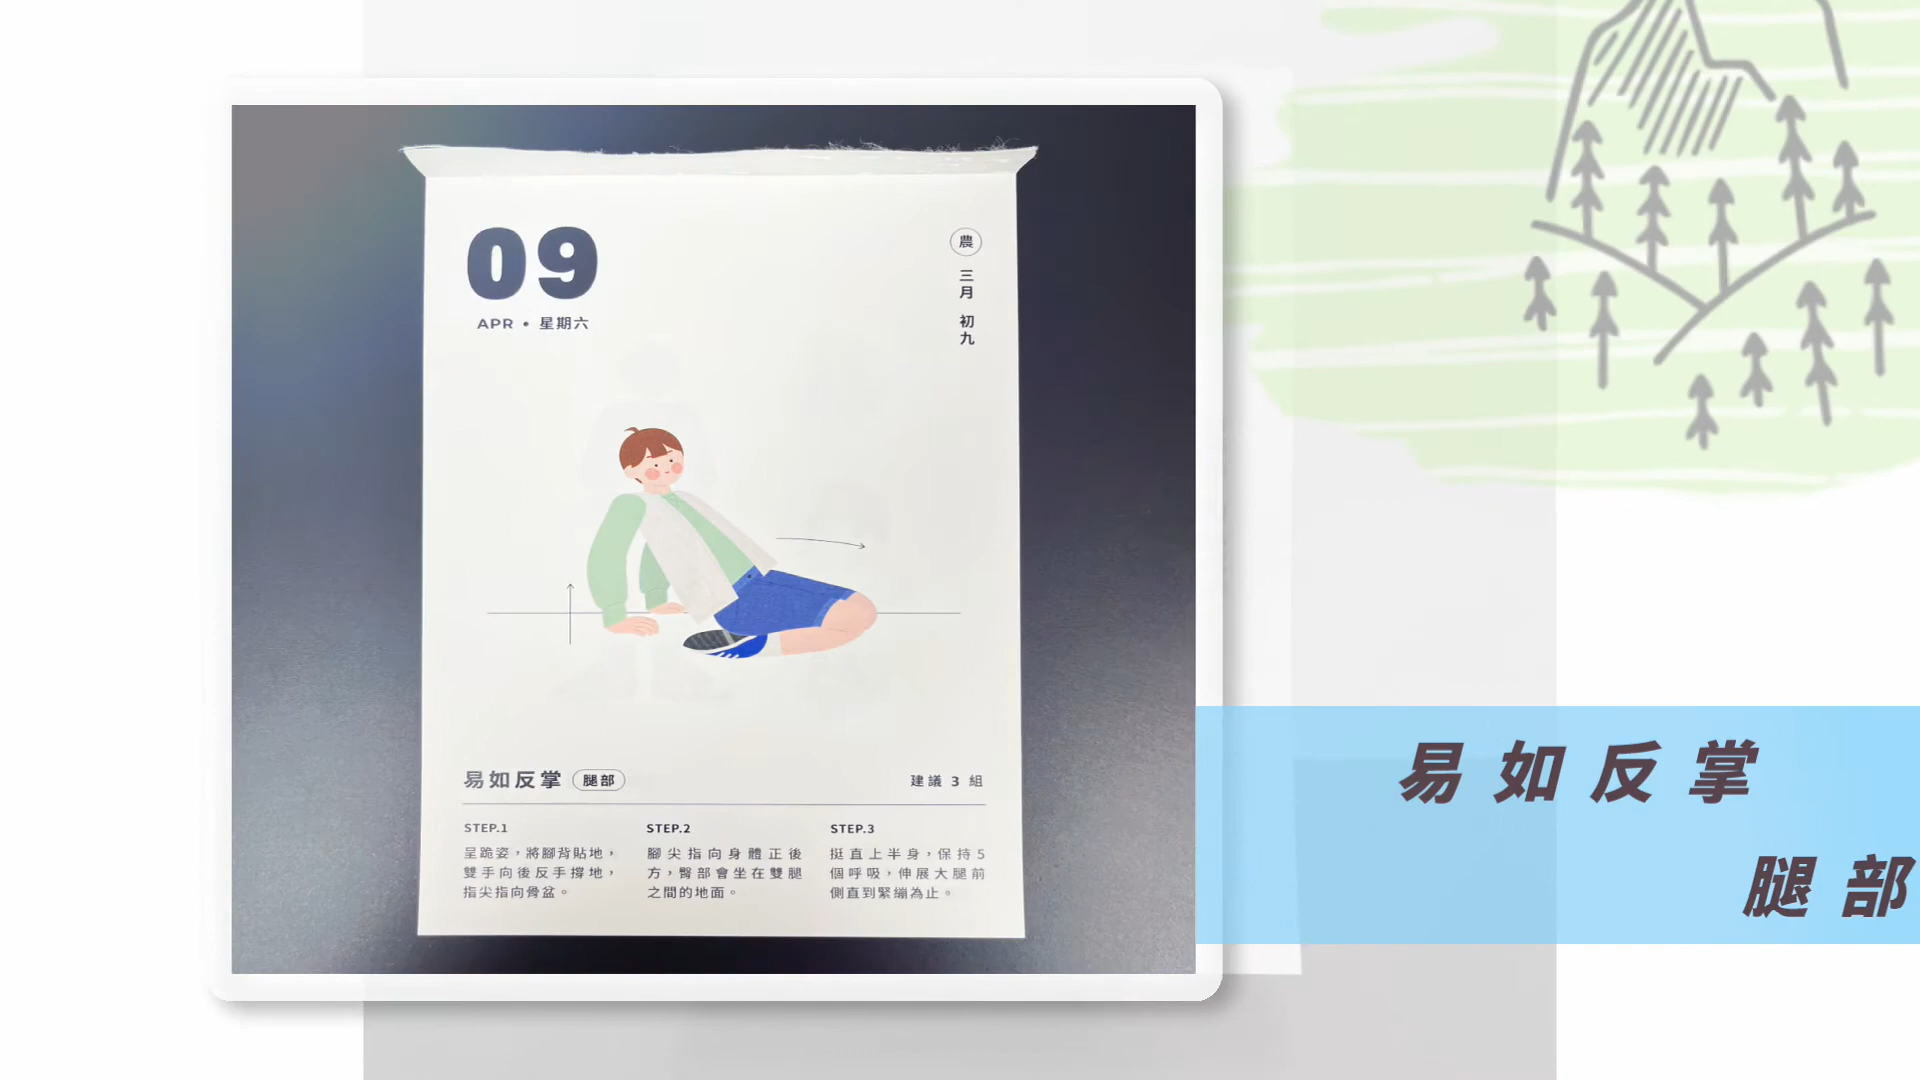 09
APR • 星期六
農
三月 初九
易如反掌 腿部
建議 3 組
STEP.1
呈跪姿，將腳背貼地，
雙手向後反手撐地，
指尖指向骨盆。
STEP.2
腳尖指向身體正後
方，臀部會坐在雙腿
之間的地面。
STEP.3
挺直上半身，保持5
個呼吸，伸展大腿前
側直到緊繃為止。
易如反掌
腿部